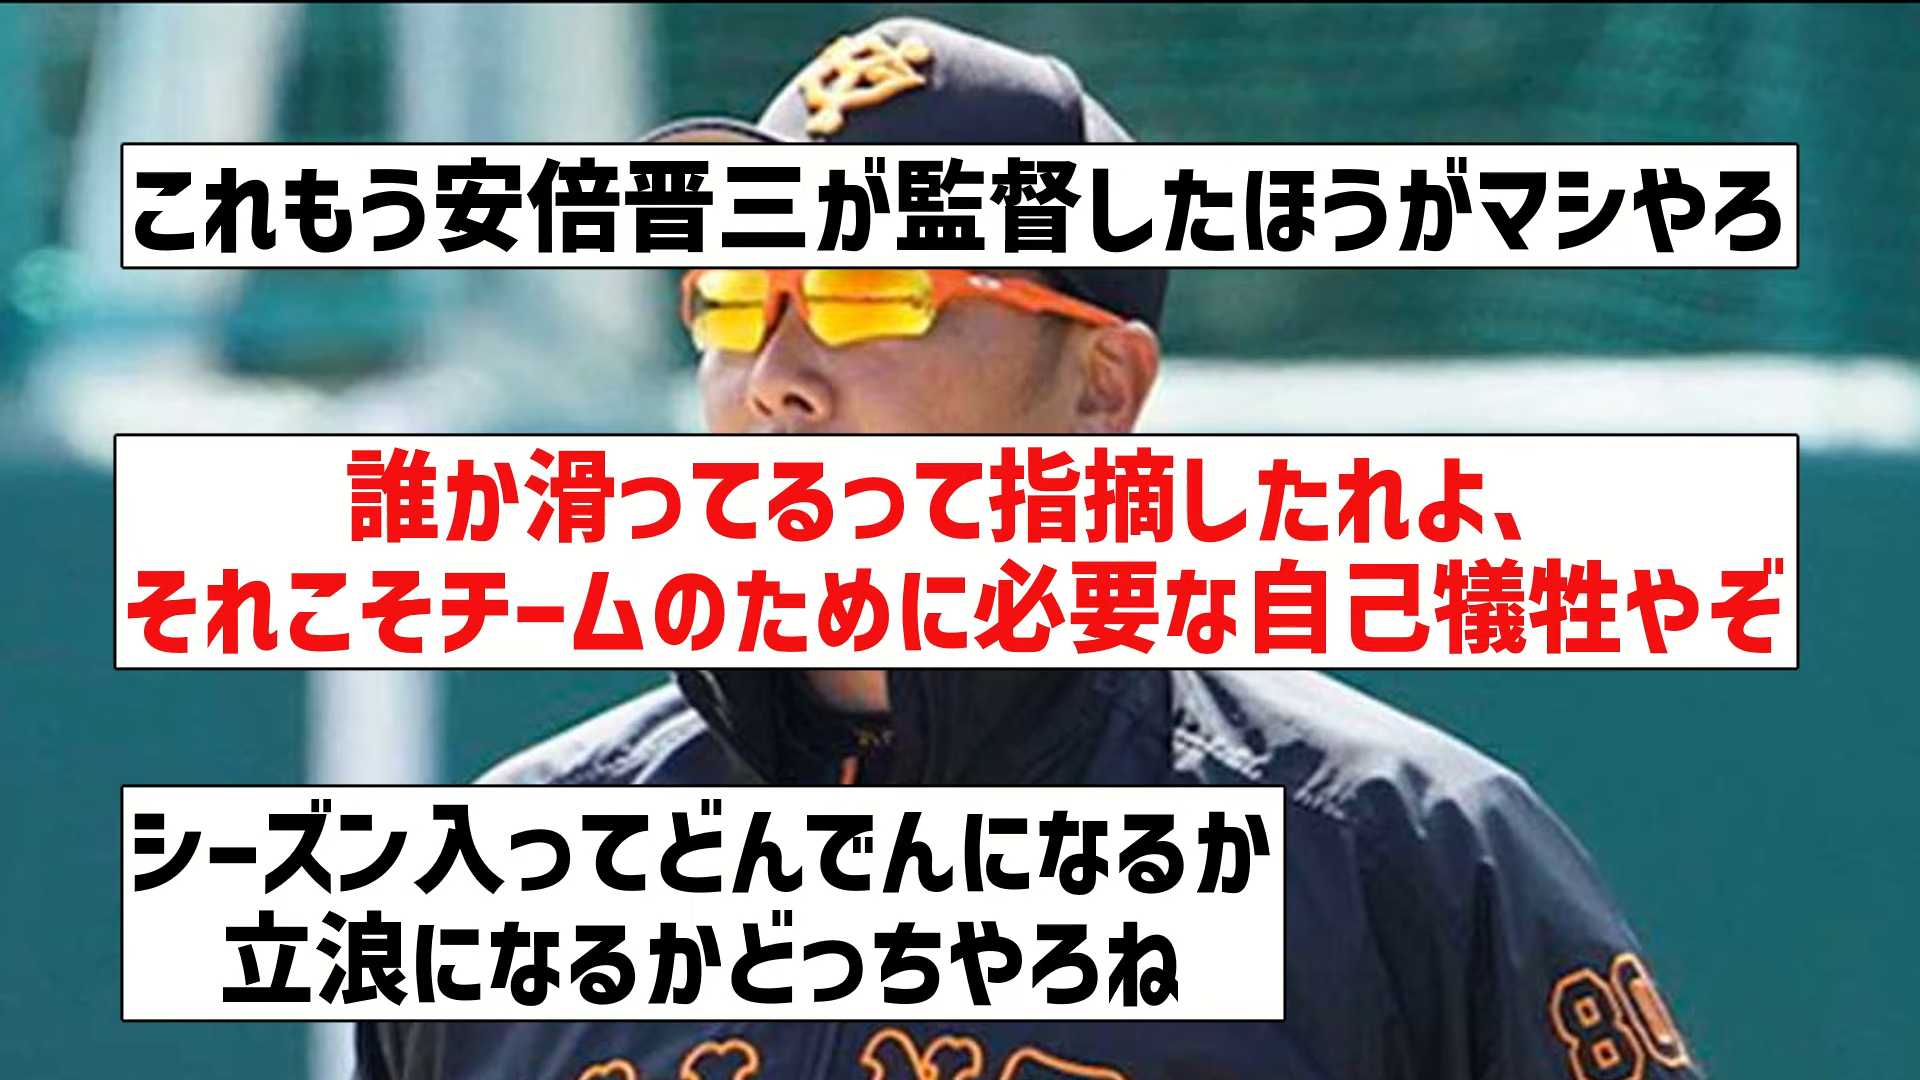 これもう安倍晋三が監督したほうがマシやろ
誰か滑ってるって指摘したれよ、
それこそチームのために必要な自己犠牲やぞ
シーズン入ってどんでんになるか
立浪になるかどっちやろね
80